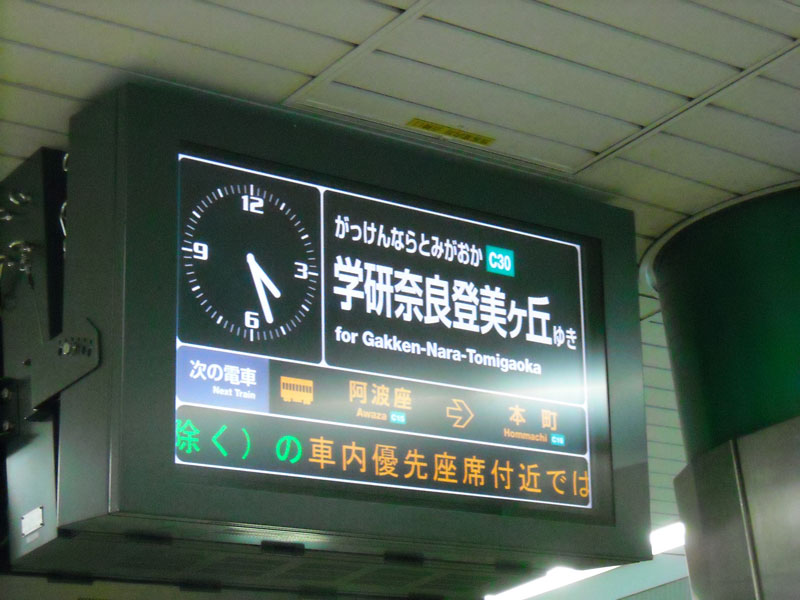 12
9
3
6
がっけんならとみがおか C30
学研奈良登美ヶ丘ゆき
for Gakken-Nara-Tomigaoka
次の電車
Next Train
阿波座
Awaza C15
本町
Hommachi C16
除く）の車内優先座席付近では